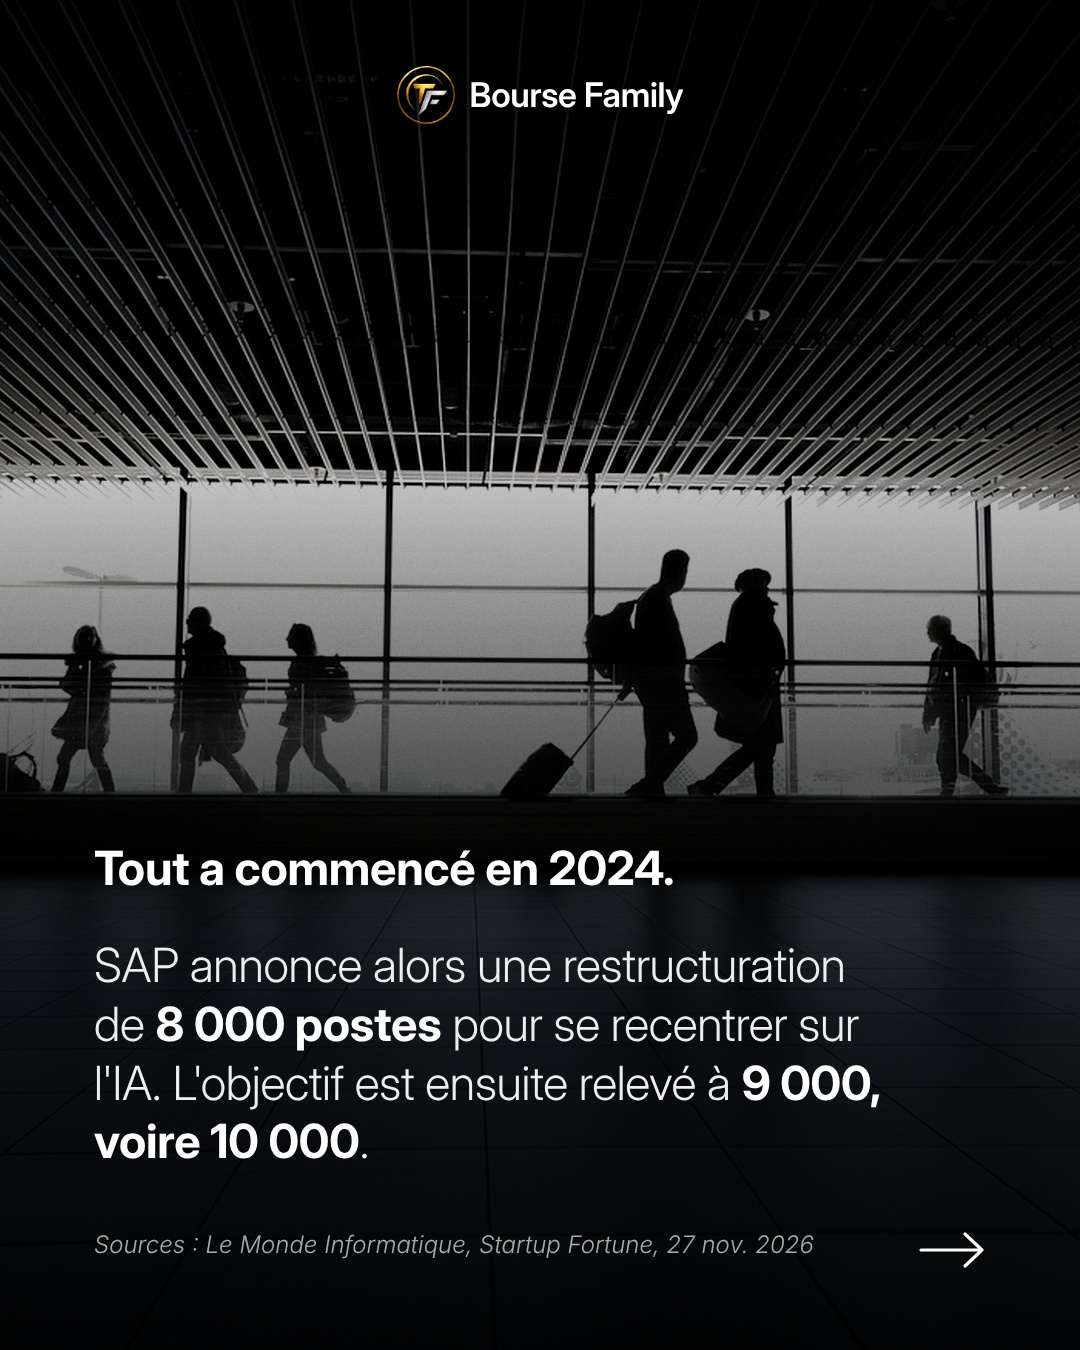 TF Bourse Family
Tout a commencé en 2024.
SAP annonce alors une restructuration
de 8 000 postes pour se recentrer sur
l'IA. L'objectif est ensuite relevé à 9 000,
voire 10 000.
Sources : Le Monde Informatique, Startup Fortune, 27 nov. 2026